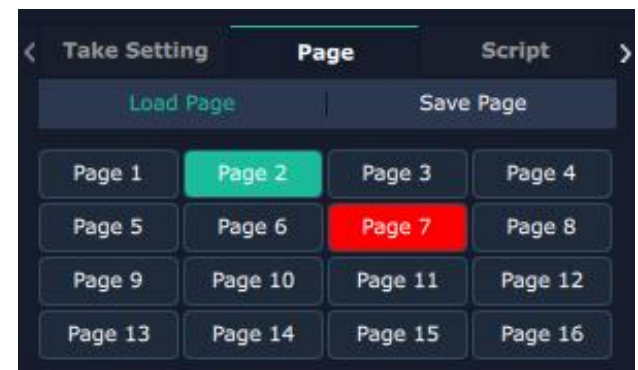 Take Setting Page Script
Load Page Save Page
Page 1 Page 2 Page 3 Page 4
Page 5 Page 6 Page 7 Page 8
Page 9 Page 10 Page 11 Page 12
Page 13 Page 14 Page 15 Page 16